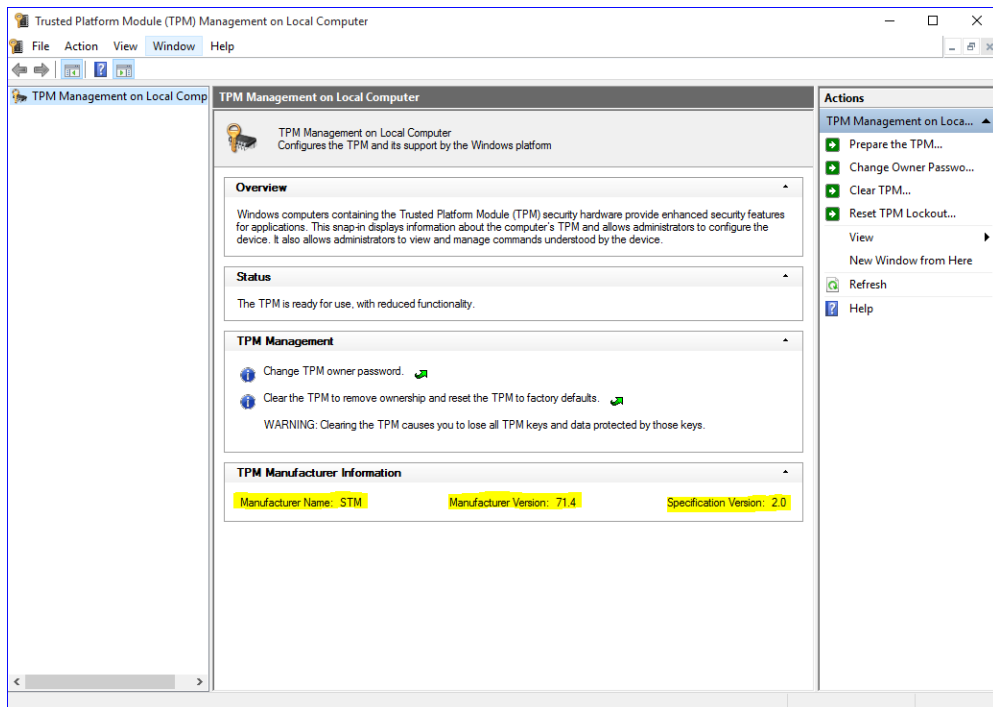 Trusted Platform Module (TPM) Management on Local Computer
File Action View Window Help
TPM Management on Local Comp
TPM Management on Local Computer
TPM Management on Local Computer
Configures the TPM and its support by the Windows platform
Overview
Windows computers containing the Trusted Platform Module (TPM) security hardware provide enhanced security features
for applications. This snap-in displays information about the computer's TPM and allows administrators to configure the
device. It also allows administrators to view and manage commands understood by the device.
Status
The TPM is ready for use, with reduced functionality.
TPM Management
Change TPM owner password.
Clear the TPM to remove ownership and reset the TPM to factory defaults.
WARNING: Clearing the TPM causes you to lose all TPM keys and data protected by those keys.
TPM Manufacturer Information
Manufacturer Name: STM Manufacturer Version: 71.4 Specification Version: 2.0
Actions
TPM Management on Loca...
Prepare the TPM...
Change Owner Passwo...
Clear TPM...
Reset TPM Lockout...
View
New Window from Here
Refresh
Help